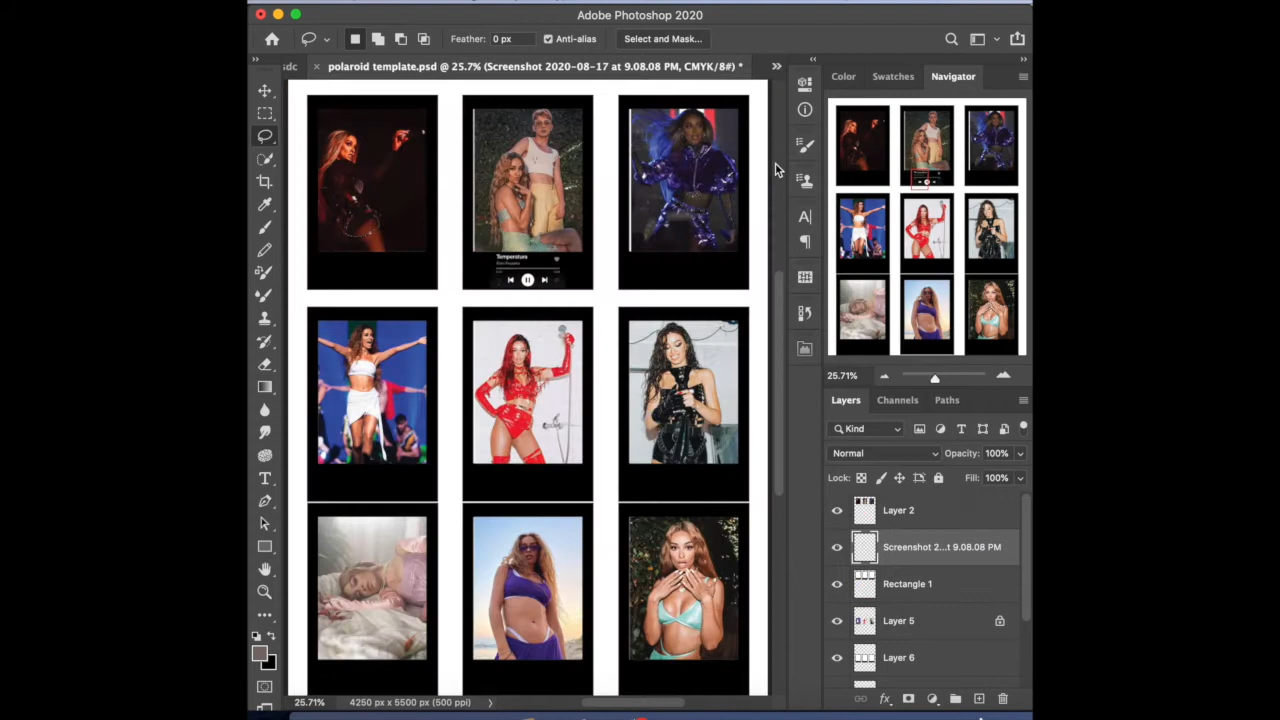 Adobe Photoshop 2020
Feather: 0 px Anti-alias Select and Mask...
sdc × polaroid template.psd @ 25.7% (Screenshot 2020-08-17 at 9.08.08 PM, CMYK/8#) *
Color Swatches Navigator
Temperatura
25.71%
Layers Channels Paths
Kind
Normal Opacity: 100%
Lock: Fill: 100%
Layer 2
Screenshot 2...t 9.08.08 PM
Rectangle 1
Layer 5
Layer 6
25.71% 4250 px x 5500 px (500 ppi)